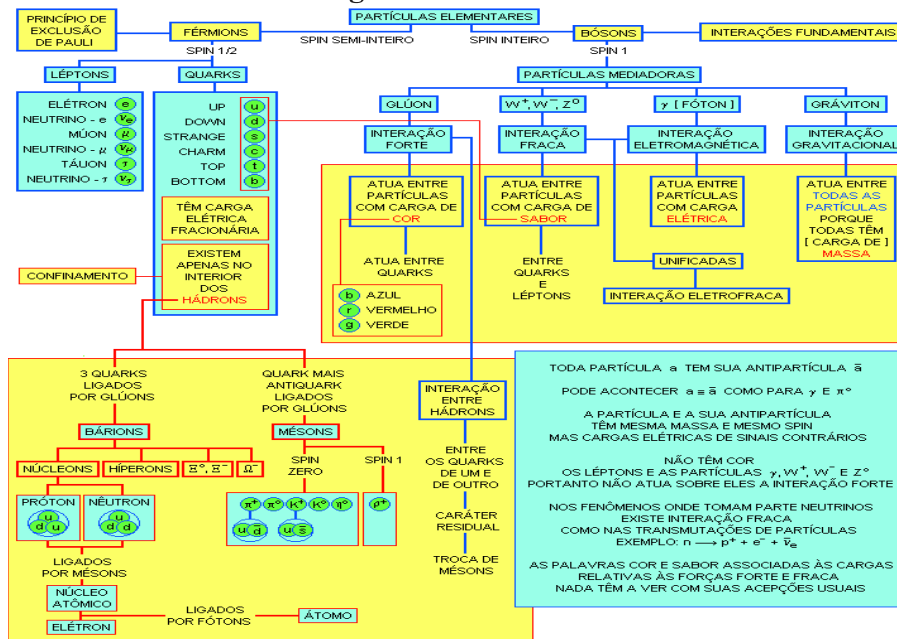 PARTÍCULAS ELEMENTARES
PRINCÍPIO DE
EXCLUSÃO
DE PAULI
FÉRMIONS
SPIN SEMI-INTEIRO
SPIN INTEIRO
BÓSONS
INTERAÇÕES FUNDAMENTAIS
SPIN 1/2
SPIN 1
LÉPTONS
QUARKS
PARTÍCULAS MEDIADORAS
ELÉTRON e
NEUTRINO - e νe
MÚON μ
NEUTRINO - μ νμ
TÁUON τ
NEUTRINO - τ ντ
UP u
DOWN d
STRANGE s
CHARM c
TOP t
BOTTOM b
TÊM CARGA
ELÉTRICA
FRACIONÁRIA
EXISTEM
APENAS NO
INTERIOR
DOS
HÁDRONS
CONFINAMENTO
GLÚON
INTERAÇÃO
FORTE
ATUA ENTRE
PARTÍCULAS
COM CARGA DE
COR
ATUA ENTRE
QUARKS
b AZUL
r VERMELHO
g VERDE
W⁺, W⁻, Z⁰
INTERAÇÃO
FRACA
ATUA ENTRE
PARTÍCULAS
COM CARGA DE
SABOR
ENTRE
QUARKS
E
LÉPTONS
γ [ FÓTON ]
INTERAÇÃO
ELETROMAGNÉTICA
ATUA ENTRE
PARTÍCULAS
COM CARGA
ELÉTRICA
UNIFICADAS
INTERAÇÃO ELETROFRACA
GRÁVITON
INTERAÇÃO
GRAVITACIONAL
ATUA ENTRE
TODAS AS
PARTÍCULAS
PORQUE
TODAS TÊM
[ CARGA DE ]
MASSA
3 QUARKS
LIGADOS
POR GLÚONS
BÁRIONS
NÚCLEONS
HÍPERONS
Ξ⁰, Ξ⁻
Ω⁻
PRÓTON
u
d u
NÊUTRON
u
d d
LIGADOS
POR MÉSONS
NÚCLEO
ATÔMICO
ELÉTRON
LIGADOS
POR FÓTONS
ÁTOMO
QUARK MAIS
ANTIQUARK
LIGADOS
POR GLÚONS
MÉSONS
SPIN
ZERO
SPIN 1
π⁺ π⁰ K⁺ K⁰ η⁰
u d̄ u s̄
ρ⁺
INTERAÇÃO
ENTRE
HÁDRONS
ENTRE
OS QUARKS
DE UM E
DE OUTRO
CARÁTER
RESIDUAL
TROCA DE
MÉSONS
TODA PARTÍCULA a TEM SUA ANTIPARTÍCULA ā
PODE ACONTECER a ≡ ā COMO PARA γ E π⁰
A PARTÍCULA E A SUA ANTIPARTÍCULA
TÊM MESMA MASSA E MESMO SPIN
MAS CARGAS ELÉTRICAS DE SINAIS CONTRÁRIOS
NÃO TÊM COR
OS LÉPTONS E AS PARTÍCULAS γ, W⁺, W⁻ E Z⁰
PORTANTO NÃO ATUA SOBRE ELES A INTERAÇÃO FORTE
NOS FENÔMENOS ONDE TOMAM PARTE NEUTRINOS
EXISTE INTERAÇÃO FRACA
COMO NAS TRANSMUTAÇÕES DE PARTÍCULAS
EXEMPLO: n ⟶ p⁺ + e⁻ + ν̄e
AS PALAVRAS COR E SABOR ASSOCIADAS ÀS CARGAS
RELATIVAS ÀS FORÇAS FORTE E FRACA
NADA TÊM A VER COM SUAS ACEPÇÕES USUAIS